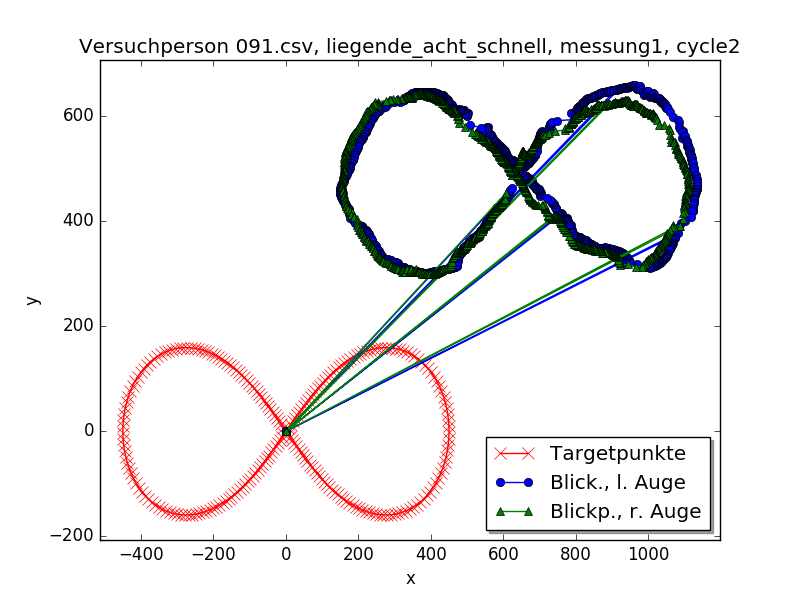 Versuchperson 091.csv, liegende_acht_schnell, messung1, cycle2
600
400
200
0
−200
y
−400
−200
0
200
400
600
800
1000
x
Targetpunkte
Blick., l. Auge
Blickp., r. Auge